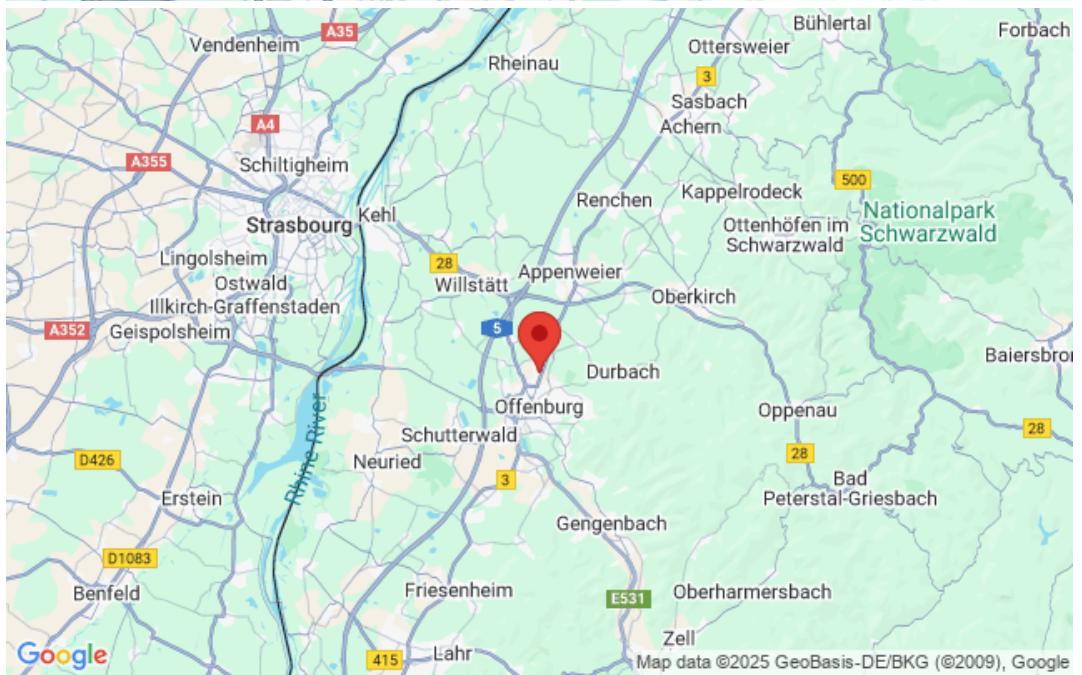 Bühlertal
Forbach
A35
Vendenheim
Ottersweier
Rheinau
3
Sasbach
Achern
A4
A355
Schiltigheim
500
Kappelrodeck
Renchen
Nationalpark
Schwarzwald
Kehl
Strasbourg
Ottenhöfen im
Schwarzwald
Lingolsheim
28
Appenweier
Ostwald
Willstätt
Oberkirch
Illkirch-Graffenstaden
A352
Geispolsheim
5
Baiersbron
Durbach
Offenburg
Oppenau
Schutterwald
28
Rhine River
D426
Neuried
28
3
Bad
Peterstal-Griesbach
Erstein
Gengenbach
D1083
Benfeld
Friesenheim
E531
Oberharmersbach
Zell
Google
415
Lahr
Map data ©2025 GeoBasis-DE/BKG (©2009), Google